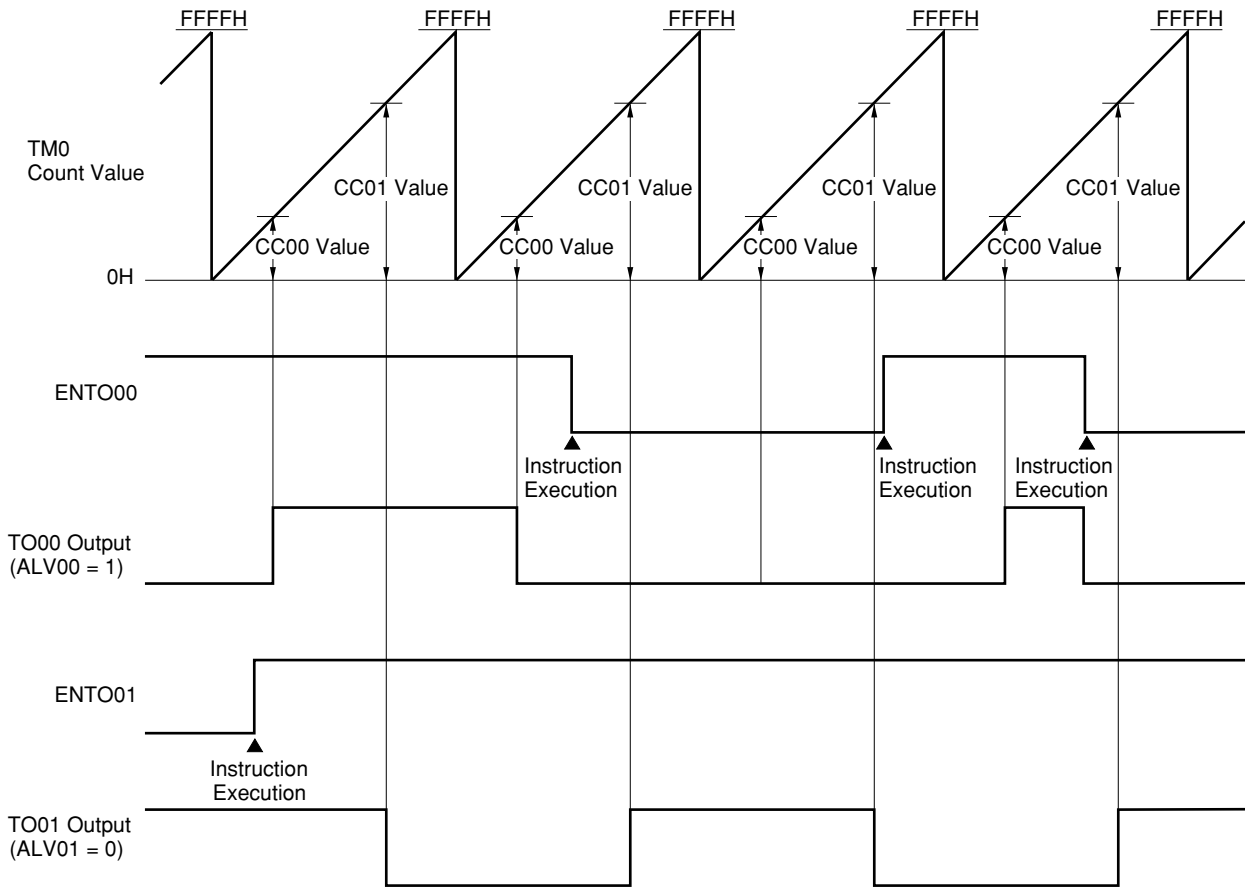 FFFFH
FFFFH
FFFFH
FFFFH
FFFFH
TM0
Count Value
CC01 Value
CC01 Value
CC01 Value
CC01 Value
CC00 Value
CC00 Value
CC00 Value
CC00 Value
0H
ENTO00
Instruction
Execution
Instruction
Execution
Instruction
Execution
TO00 Output
(ALV00 = 1)
ENTO01
Instruction
Execution
TO01 Output
(ALV01 = 0)